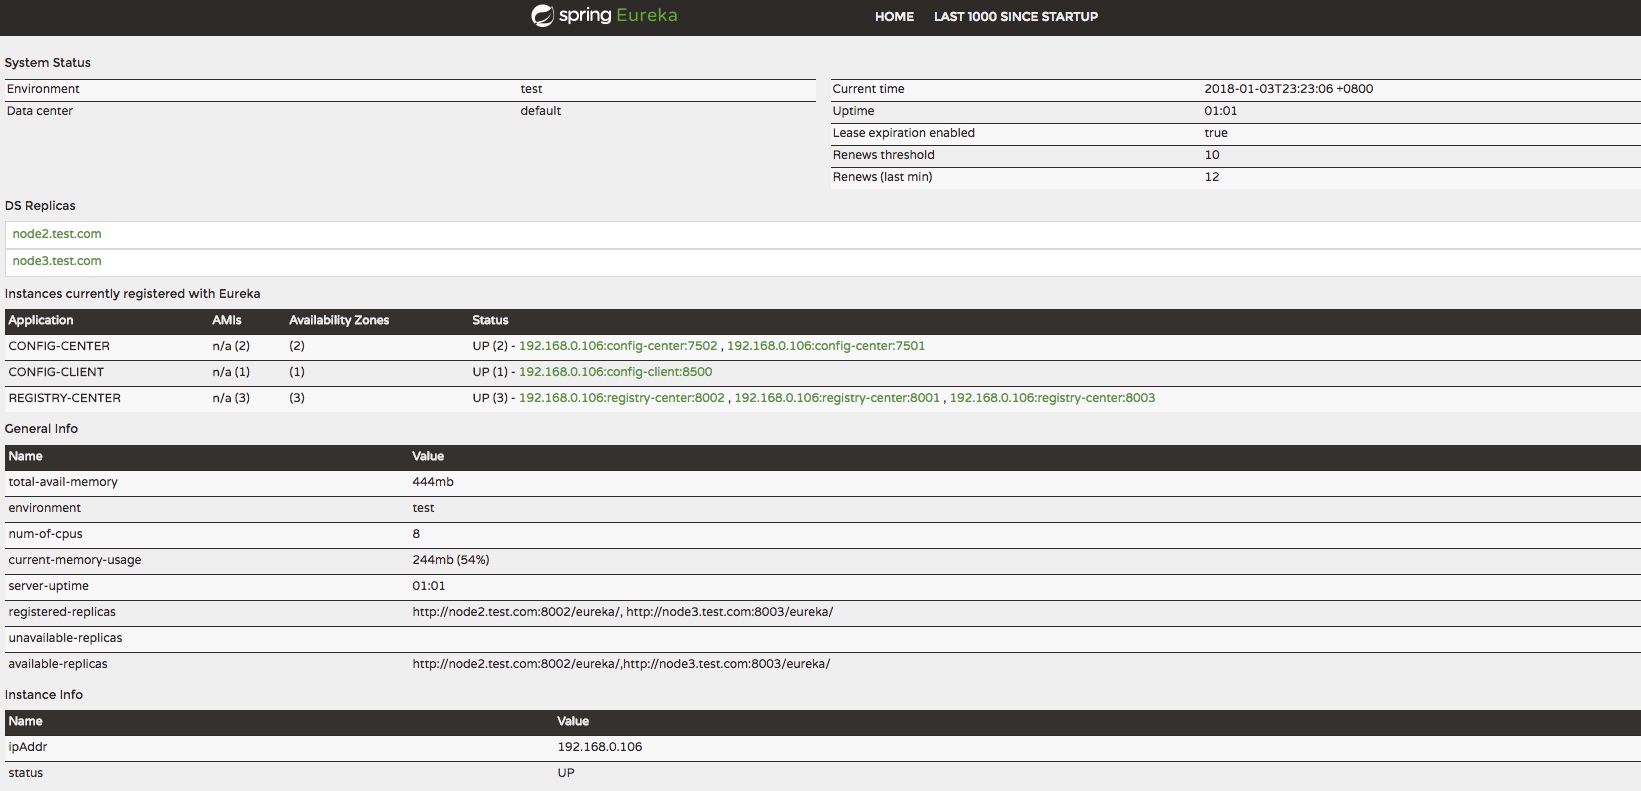 spring Eureka HOME LAST 1000 SINCE STARTUP
System Status
Environment test
Data center default
Current time 2018-01-03T23:23:06 +0800
Uptime 01:01
Lease expiration enabled true
Renews threshold 10
Renews (last min) 12
DS Replicas
node2.test.com
node3.test.com
Instances currently registered with Eureka
Application AMIs Availability Zones Status
CONFIG-CENTER n/a (2) (2) UP (2) - 192.168.0.106:config-center:7502 , 192.168.0.106:config-center:7501
CONFIG-CLIENT n/a (1) (1) UP (1) - 192.168.0.106:config-client:8500
REGISTRY-CENTER n/a (3) (3) UP (3) - 192.168.0.106:registry-center:8002 , 192.168.0.106:registry-center:8001 , 192.168.0.106:registry-center:8003
General Info
Name Value
total-avail-memory 444mb
environment test
num-of-cpus 8
current-memory-usage 244mb (54%)
server-uptime 01:01
registered-replicas http://node2.test.com:8002/eureka/, http://node3.test.com:8003/eureka/
unavailable-replicas
available-replicas http://node2.test.com:8002/eureka/,http://node3.test.com:8003/eureka/
Instance Info
Name Value
ipAddr 192.168.0.106
status UP